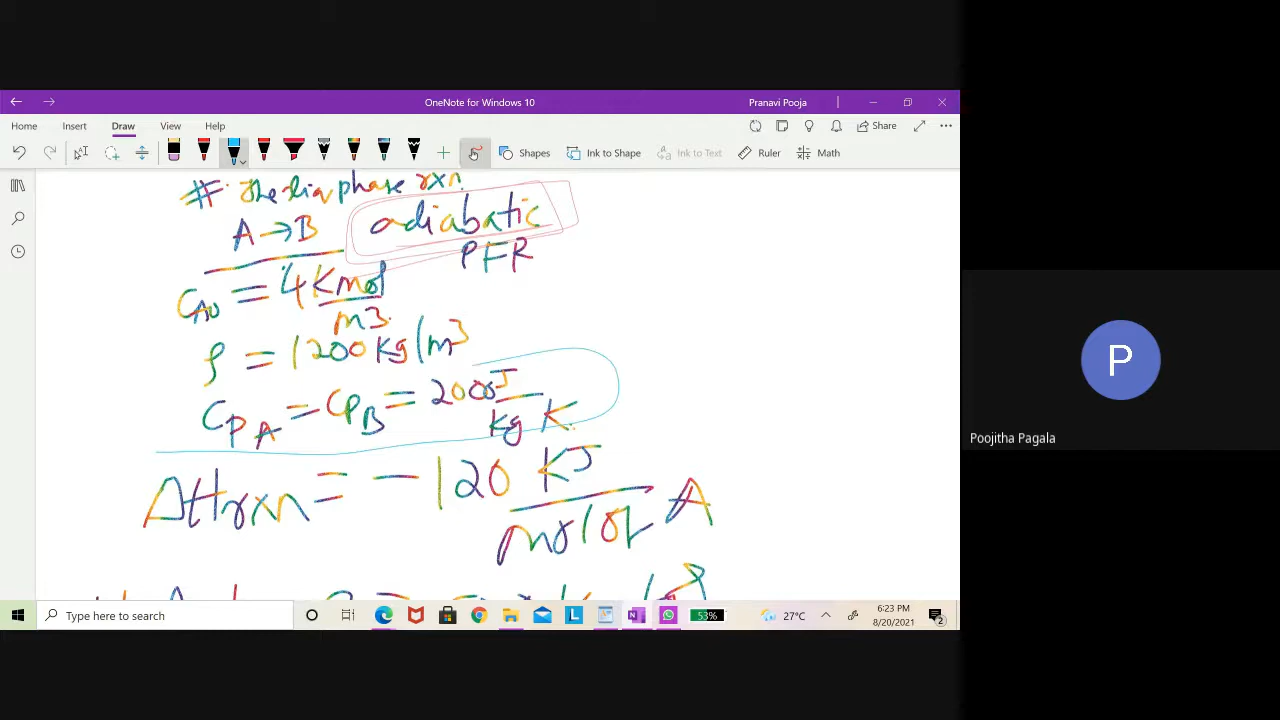 OneNote for Windows 10
Pranavi Pooja
Home Insert Draw View Help
Share
Shapes Ink to Shape Ink to Text Ruler Math
# The liq phase rxn.
A → B adiabatic
PFR
CA0 = 4 Kmol
m3.
ρ = 1200 kg/m3
CPA = CPB = 2000 J
kg K.
ΔHrxn = - 120 KJ
mol of A
Type here to search
L
53%
27°C
6:23 PM
8/20/2021
2
P
Poojitha Pagala